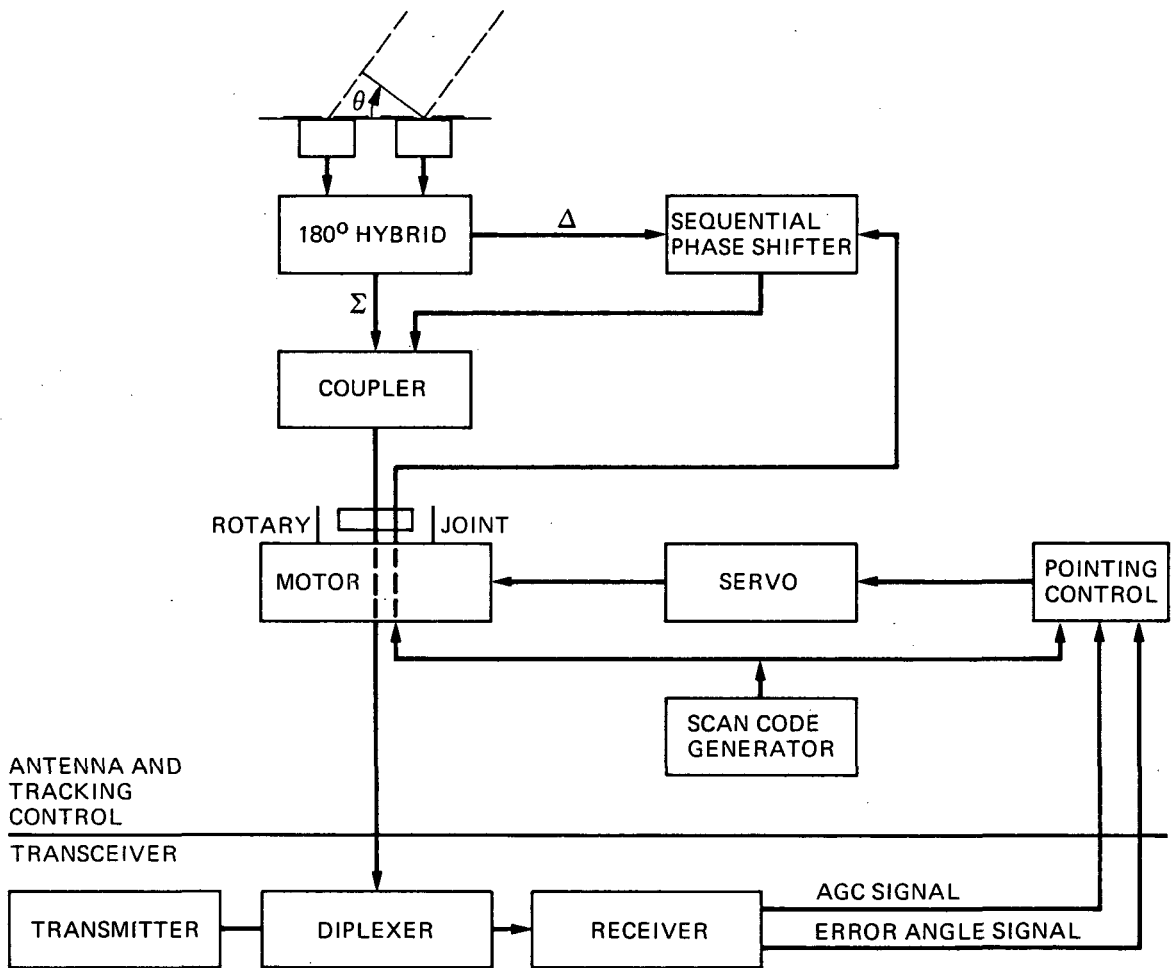 θ
180° HYBRID
Δ
SEQUENTIAL
PHASE SHIFTER
Σ
COUPLER
ROTARY
JOINT
MOTOR
SERVO
POINTING
CONTROL
SCAN CODE
GENERATOR
ANTENNA AND
TRACKING
CONTROL
TRANSCEIVER
TRANSMITTER
DIPLEXER
RECEIVER
AGC SIGNAL
ERROR ANGLE SIGNAL